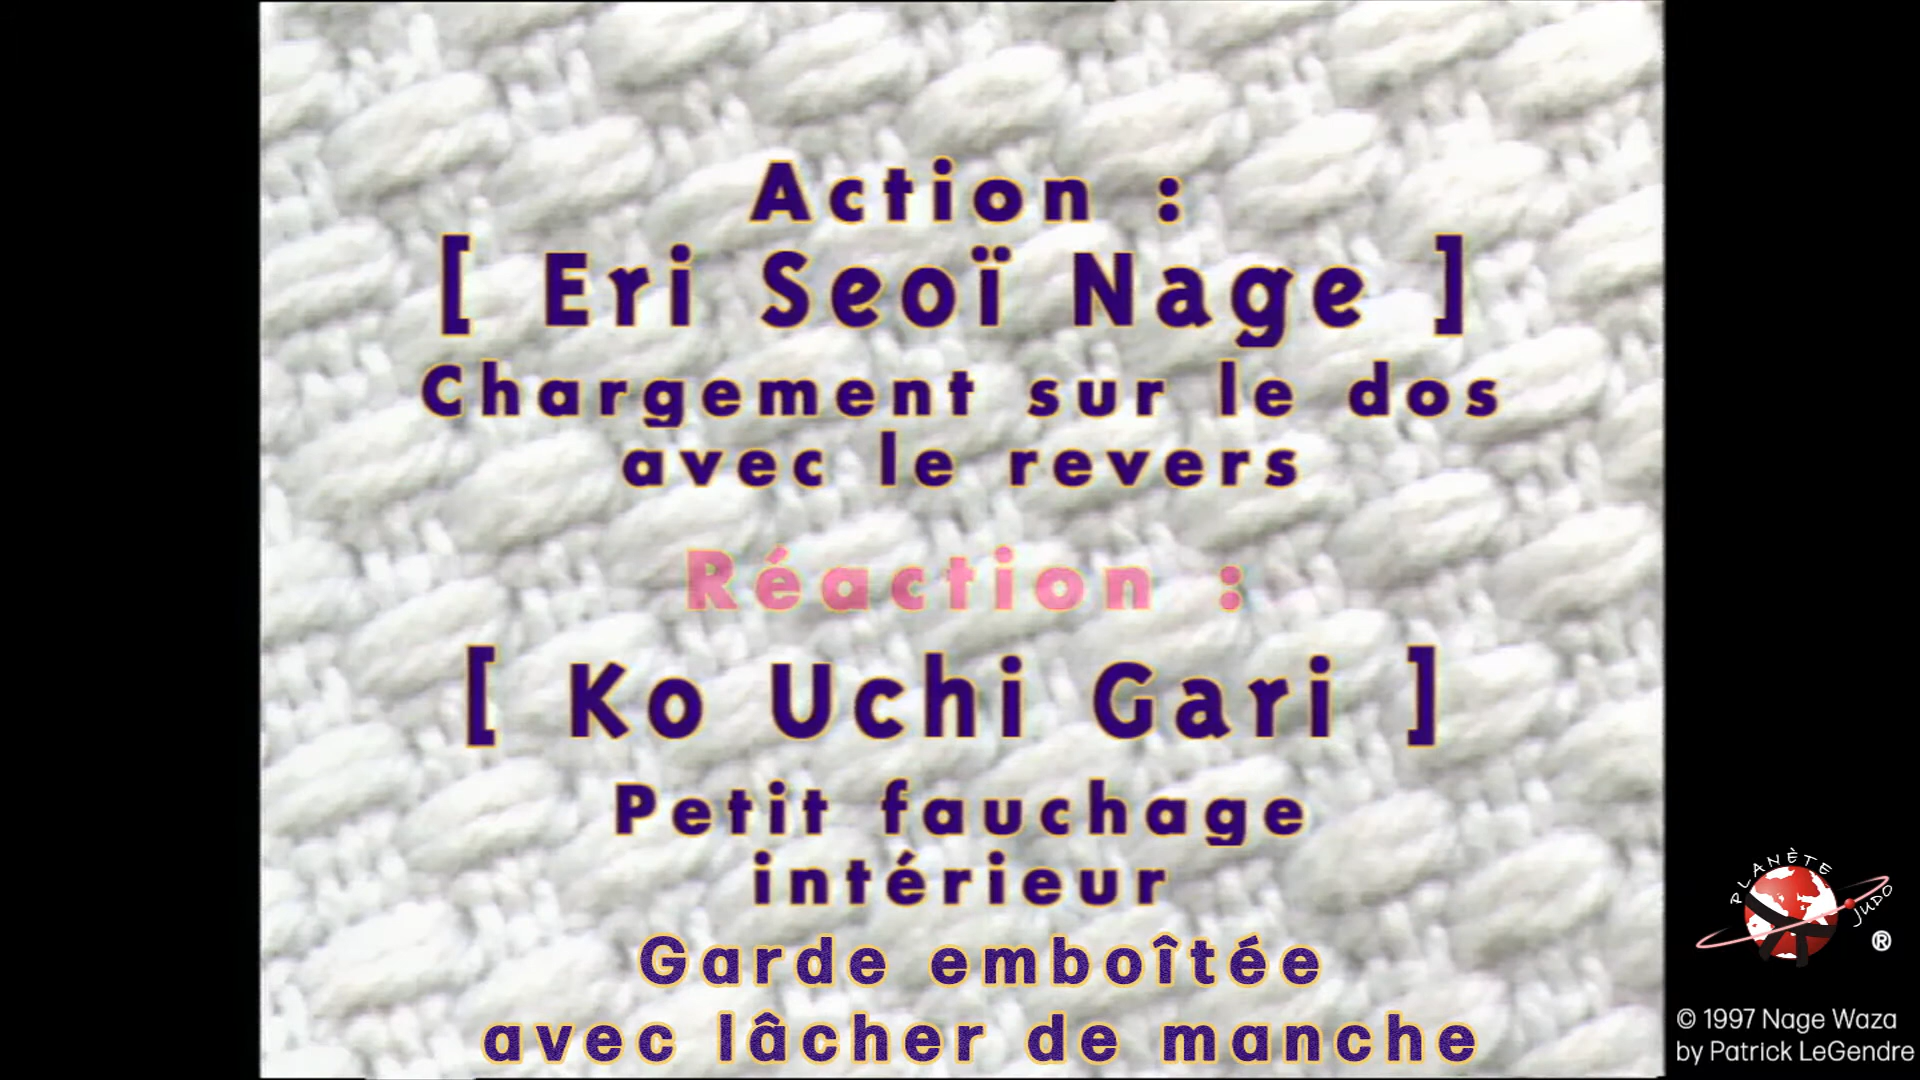 Action :
[ Eri Seoï Nage ]
Chargement sur le dos
avec le revers
Réaction :
[ Ko Uchi Gari ]
Petit fauchage
intérieur
Garde emboîtée
avec lâcher de manche
PLANÈTE JUDO
®
© 1997 Nage Waza
by Patrick LeGendre